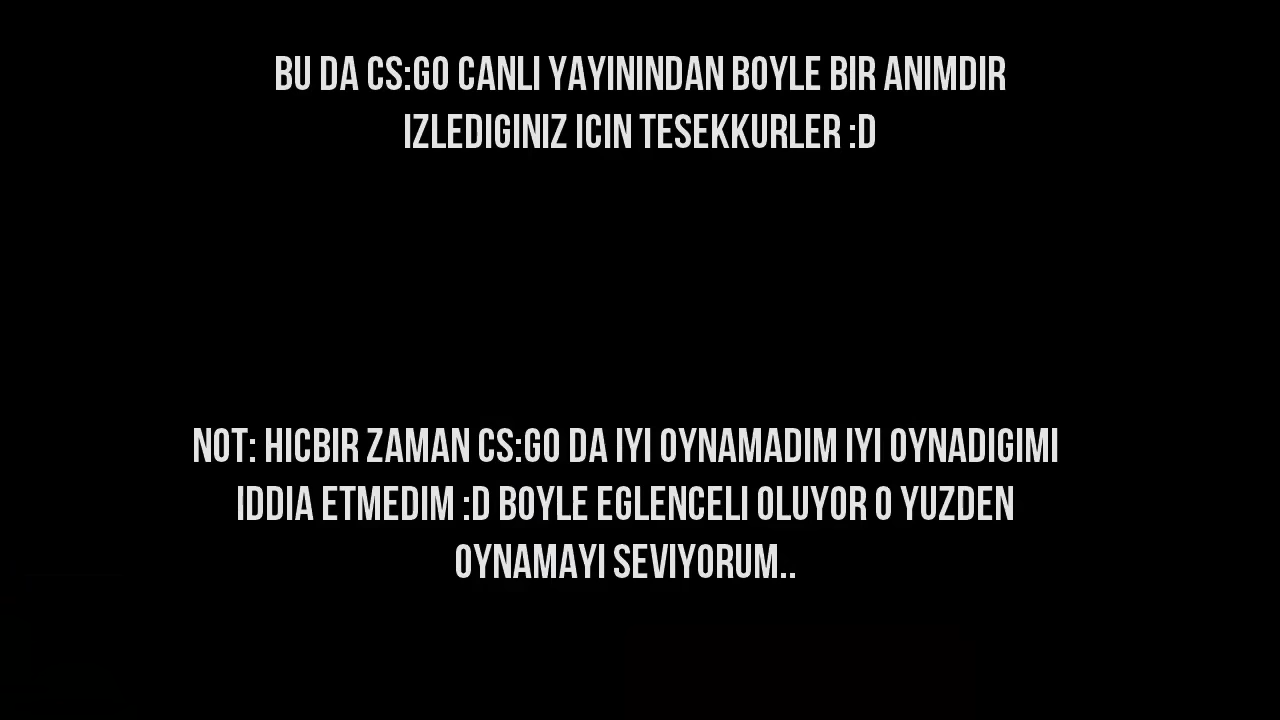 BU DA CS:GO CANLI YAYININDAN BOYLE BIR ANIMDIR
IZLEDIGINIZ ICIN TESEKKURLER :D
NOT: HICBIR ZAMAN CS:GO DA IYI OYNAMADIM IYI OYNADIGIMI
IDDIA ETMEDIM :D BOYLE EGLENCELI OLUYOR O YUZDEN
OYNAMAYI SEVIYORUM..